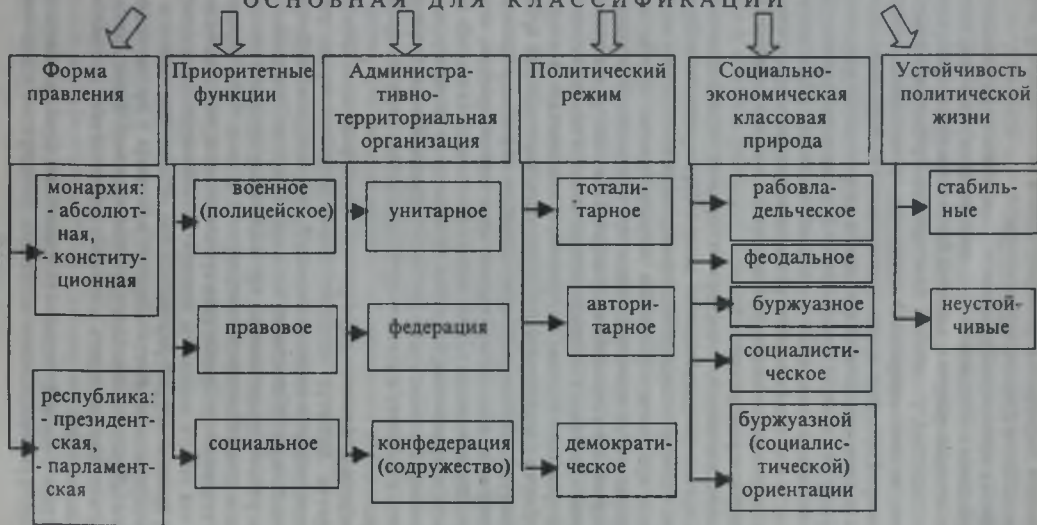 ОСНОВНАЯ ДЛЯ КЛАССИФИКАЦИИ
Форма
правления
монархия:
- абсолют-
ная,
- конститу-
ционная
республика:
- президент-
ская,
- парламент-
ская
Приоритетные
функции
военное
(полицейское)
правовое
социальное
Администра-
тивно-
территориальная
организация
унитарное
федерация
конфедерация
(содружество)
Политический
режим
тотали-
тарное
автори-
тарное
демократи-
ческое
Социально-
экономическая
классовая
природа
рабовла-
дельческое
феодальное
буржуазное
социалисти-
ческое
буржуазной
(социалис-
тической)
ориентации
Устойчивость
политической
жизни
стабиль-
ные
неустой-
чивые